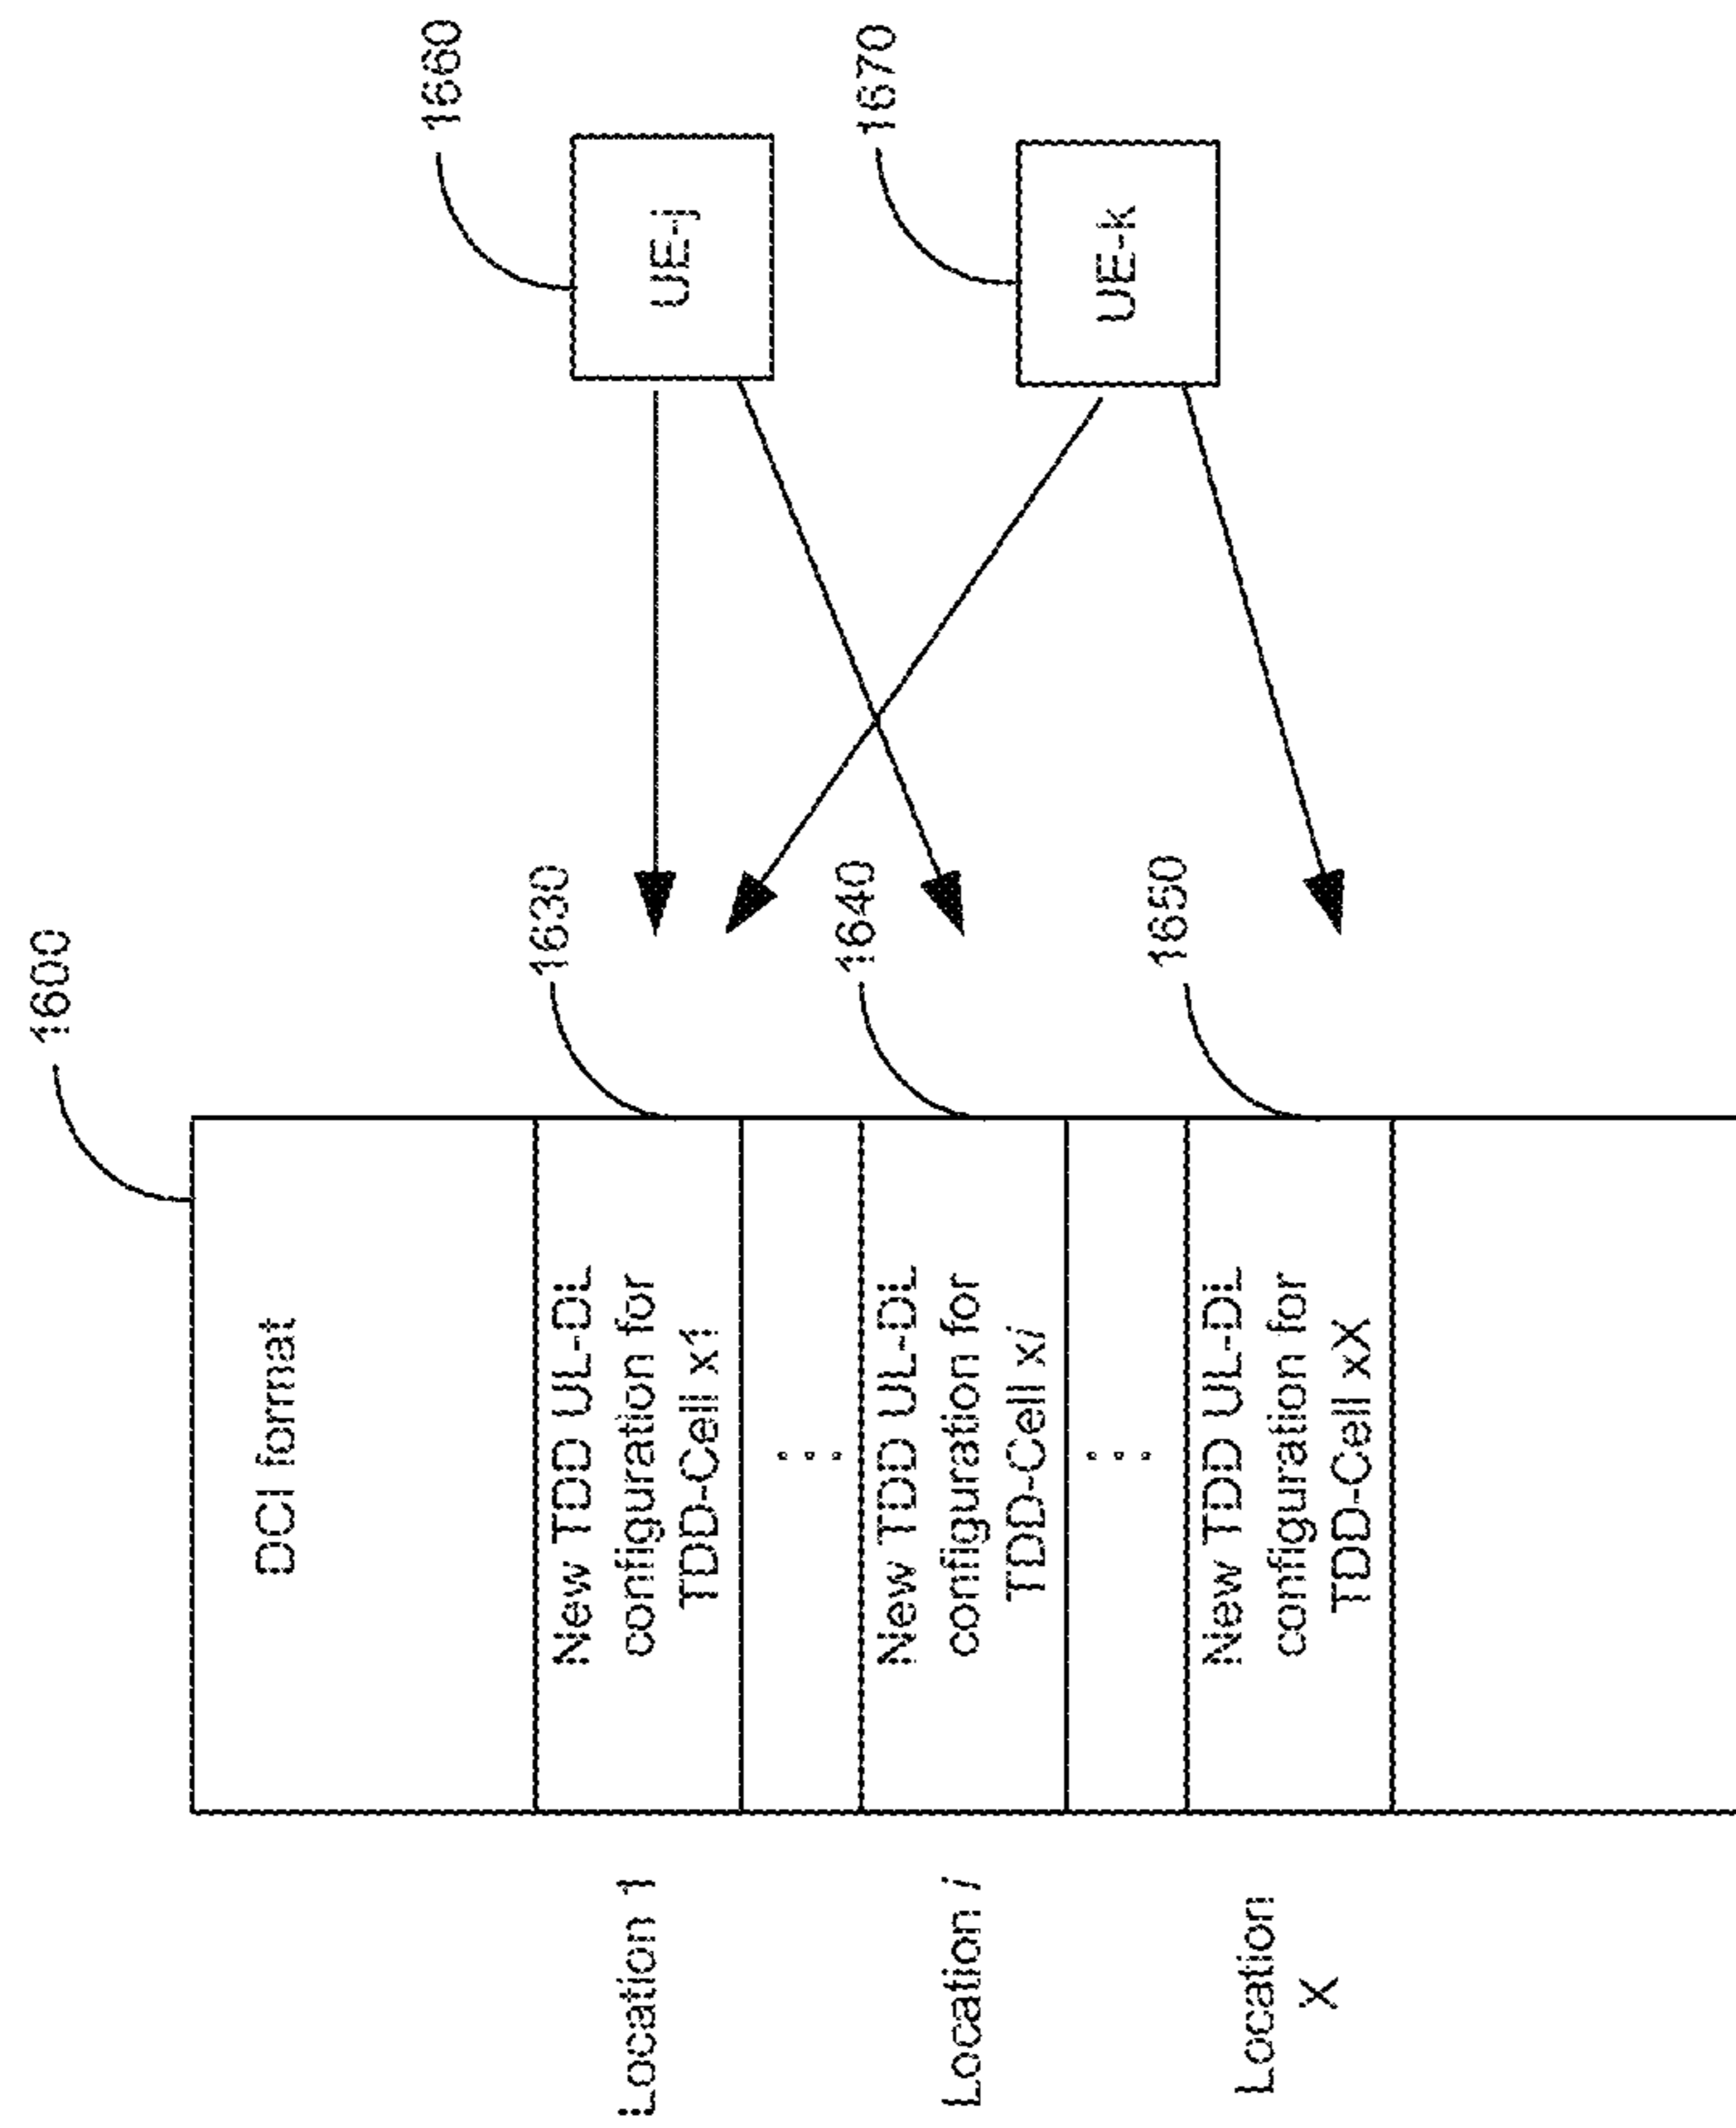 1600
DCI format
Location 1
New TDD UL-DL
configuration for
TDD-Cell x1
1630
Location i
New TDD UL-DL
configuration for
TDD-Cell xi
1640
Location
X
New TDD UL-DL
configuration for
TDD-Cell xX
1650
1660
UE-j
1670
UE-k
...
...